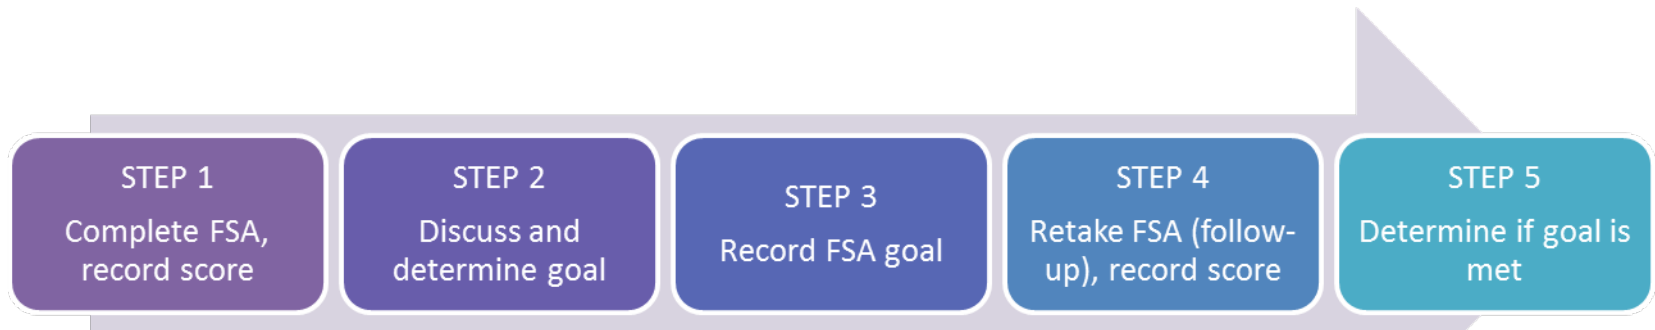 STEP 1
Complete FSA,
record score
STEP 2
Discuss and
determine goal
STEP 3
Record FSA goal
STEP 4
Retake FSA (follow-
up), record score
STEP 5
Determine if goal is
met